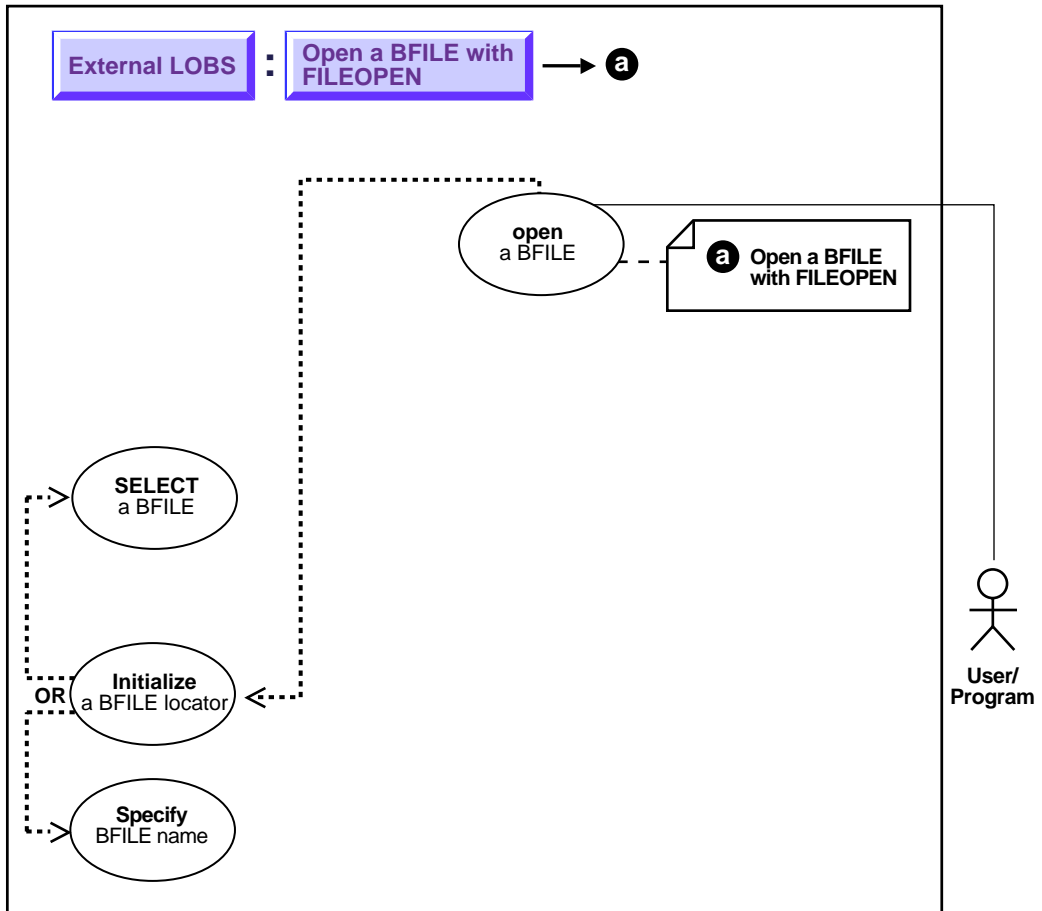 External LOBS : Open a BFILE with
FILEOPEN
a
open
a BFILE
a Open a BFILE
with FILEOPEN
SELECT
a BFILE
OR
Initialize
a BFILE locator
User/
Program
Specify
BFILE name